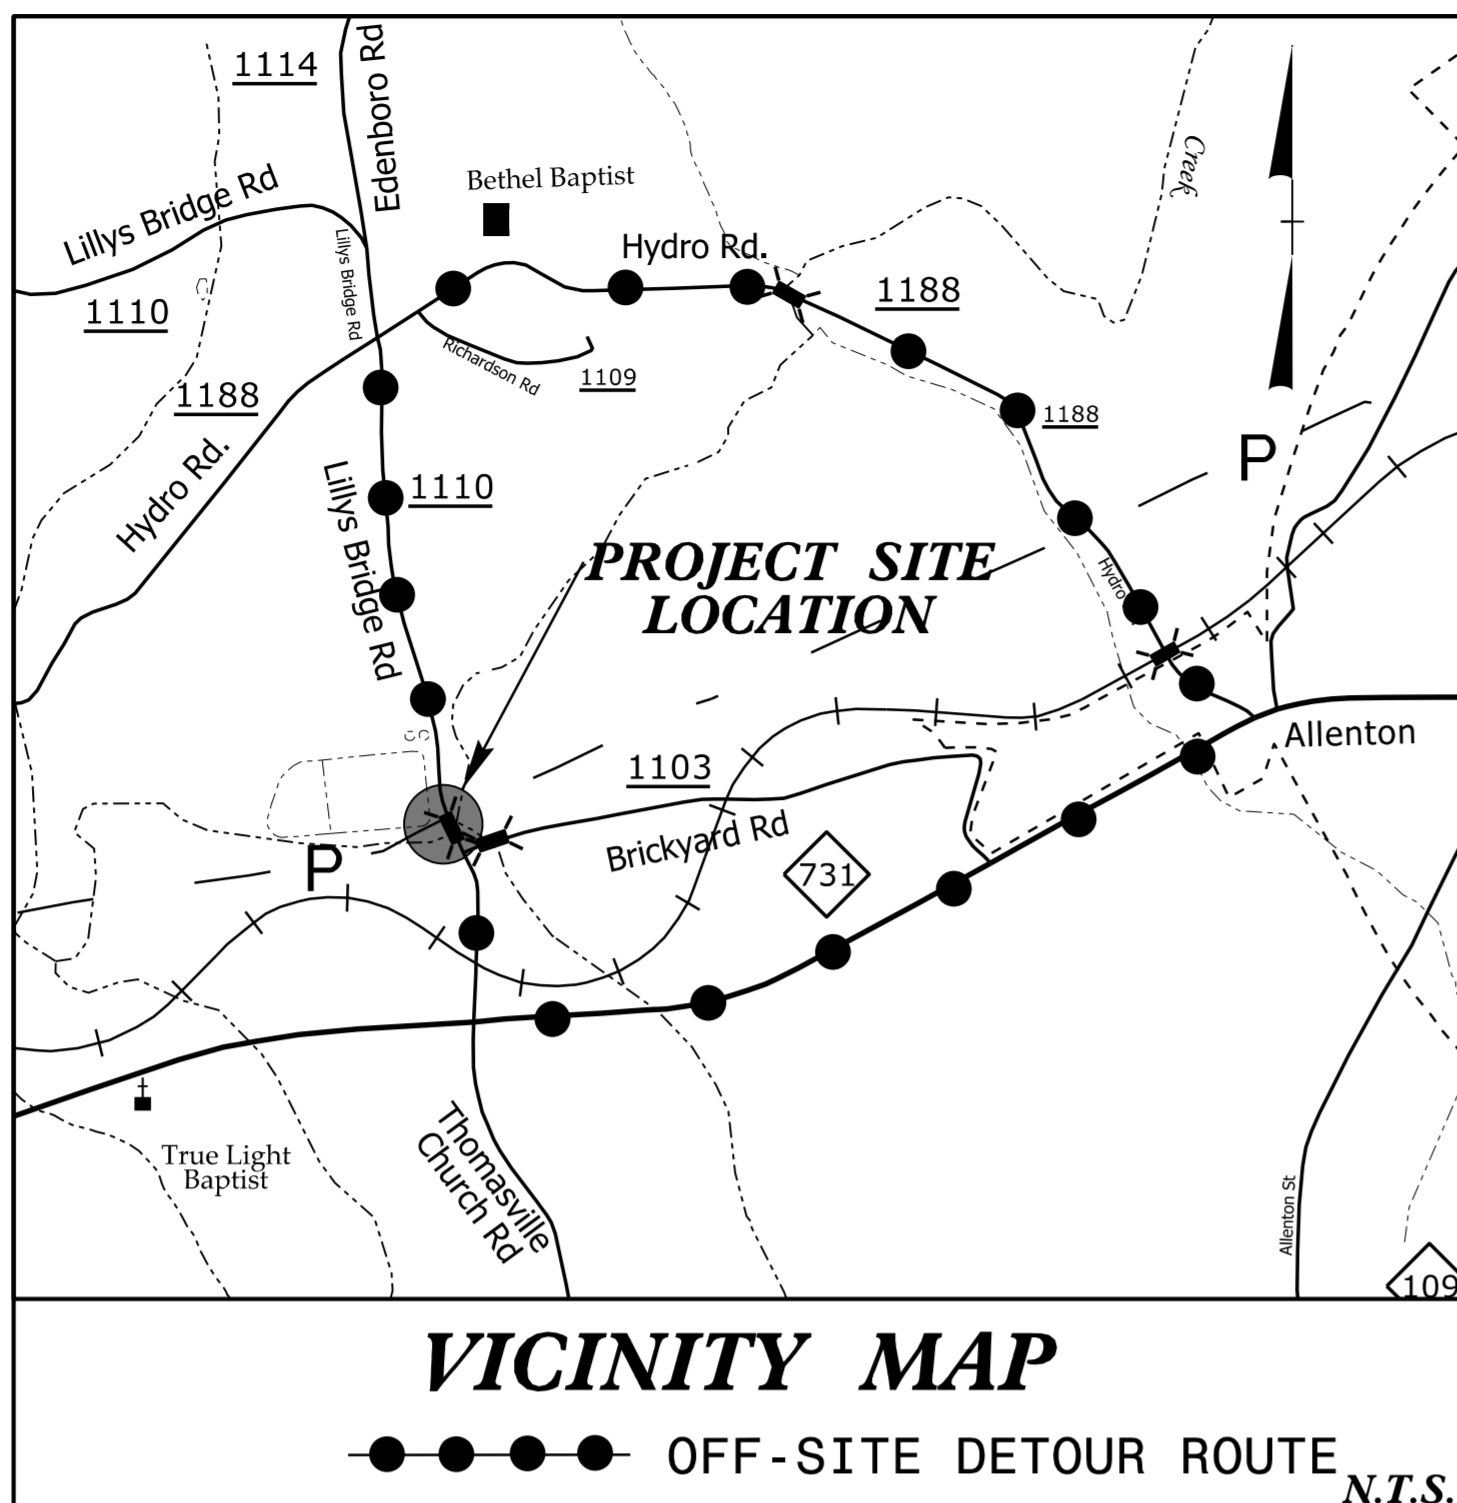 1114
Edenboro Rd
Lillys Bridge Rd
Bethel Baptist
Creek
Lillys Bridge Rd
Hydro Rd.
1188
1110
Richardson Rd
1109
1188
1188
Hydro Rd.
P
Lillys Bridge Rd
1110
PROJECT SITE
LOCATION
Hydro
Allenton
1103
Brickyard Rd
P
731
True Light
Baptist
Thomasville
Church Rd
Allenton St
109
VICINITY MAP
OFF-SITE DETOUR ROUTE
N.T.S.